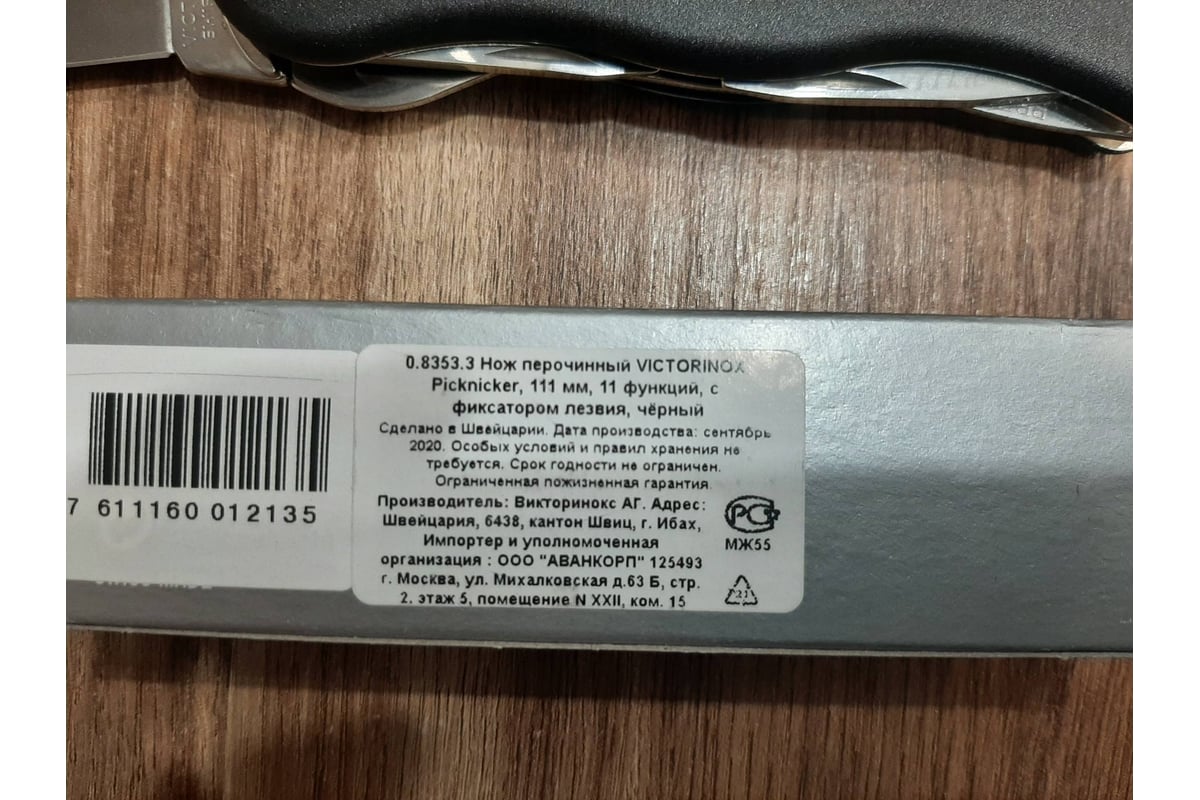 7 611160 012135
0.8353.3 Нож перочинный VICTORINOX
Picknicker, 111 мм, 11 функций, с
фиксатором лезвия, чёрный
Сделано в Швейцарии. Дата производства: сентябрь
2020. Особых условий и правил хранения не
требуется. Срок годности не ограничен.
Ограниченная пожизненная гарантия.
Производитель: Викторинокс АГ. Адрес:
Швейцария, 6438, кантон Швиц, г. Ибах,
Импортер и уполномоченная
организация : ООО "АВАНКОРП" 125493
г. Москва, ул. Михалковская д.63 Б, стр.
2. этаж 5, помещение N XXII, ком. 15
РСТ
МЖ55
21